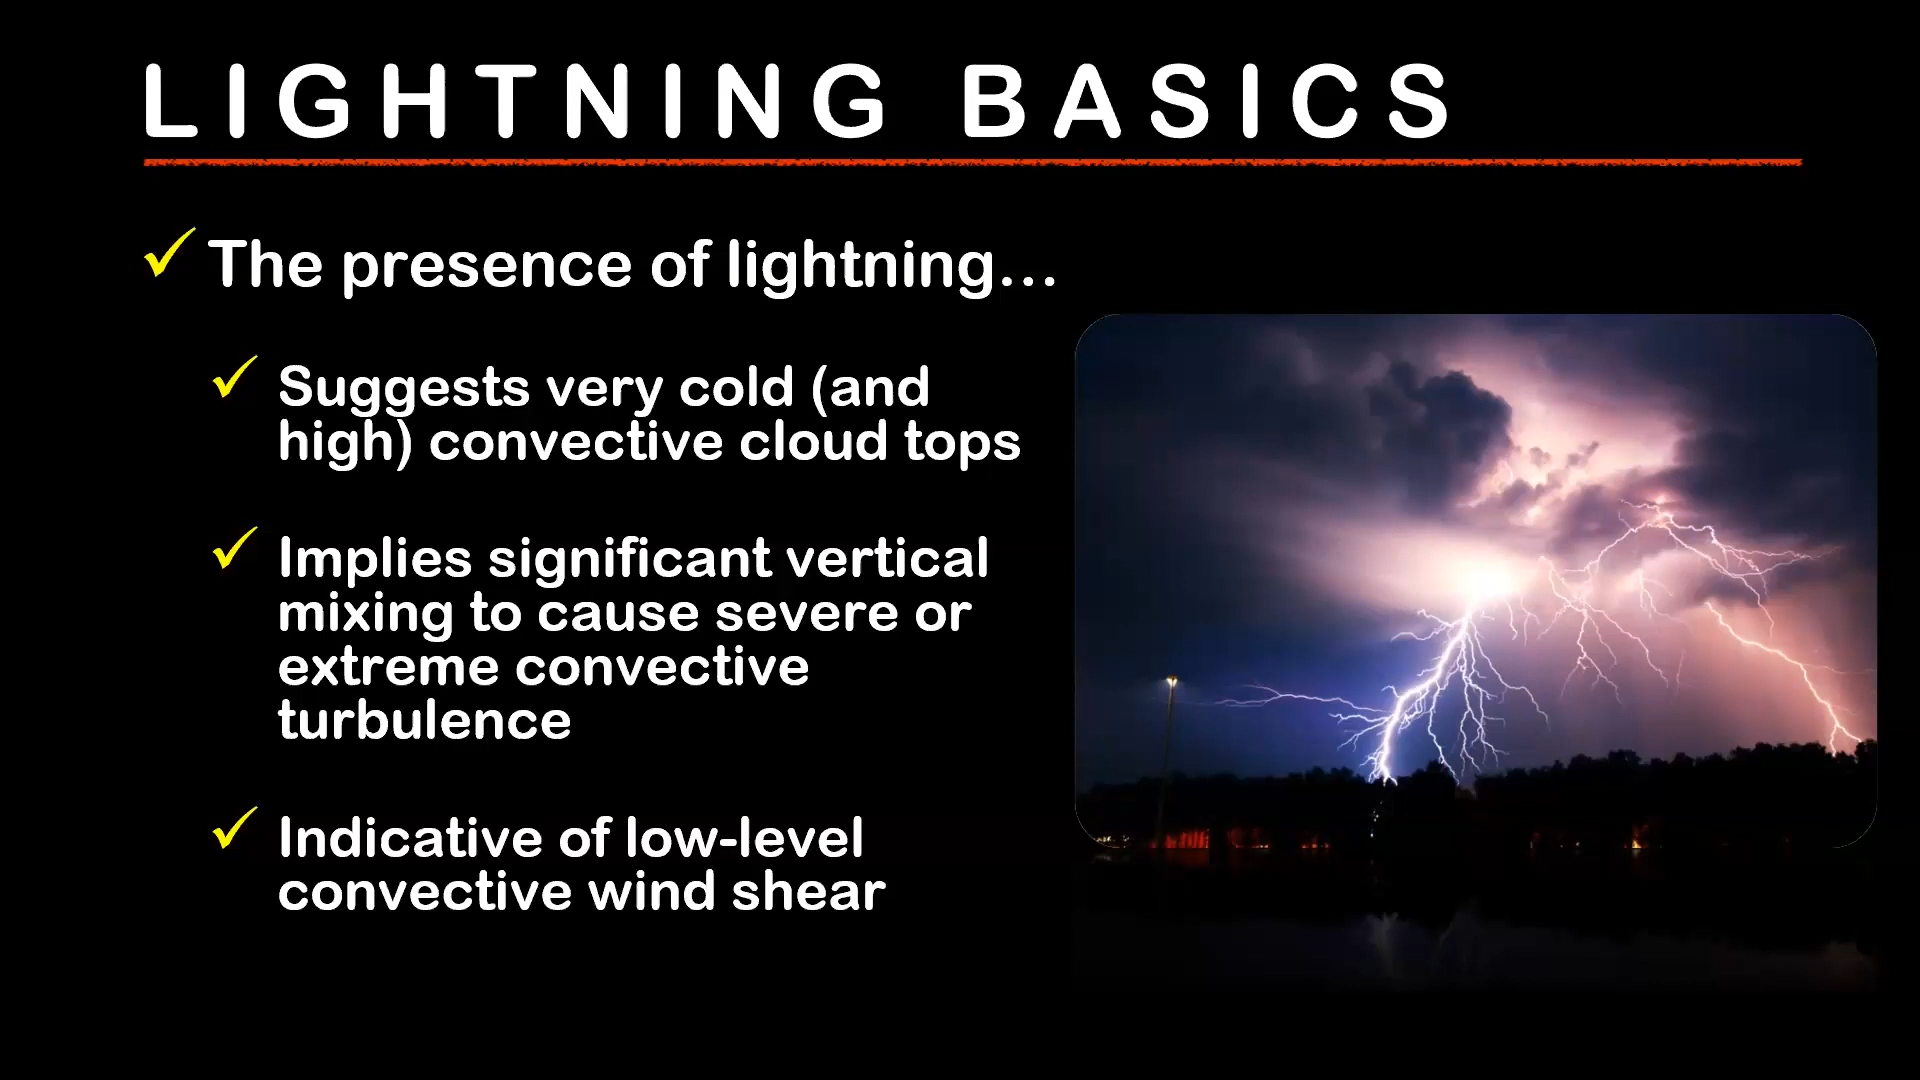 LIGHTNING BASICS
The presence of lightning...
Suggests very cold (and
high) convective cloud tops
Implies significant vertical
mixing to cause severe or
extreme convective
turbulence
Indicative of low-level
convective wind shear